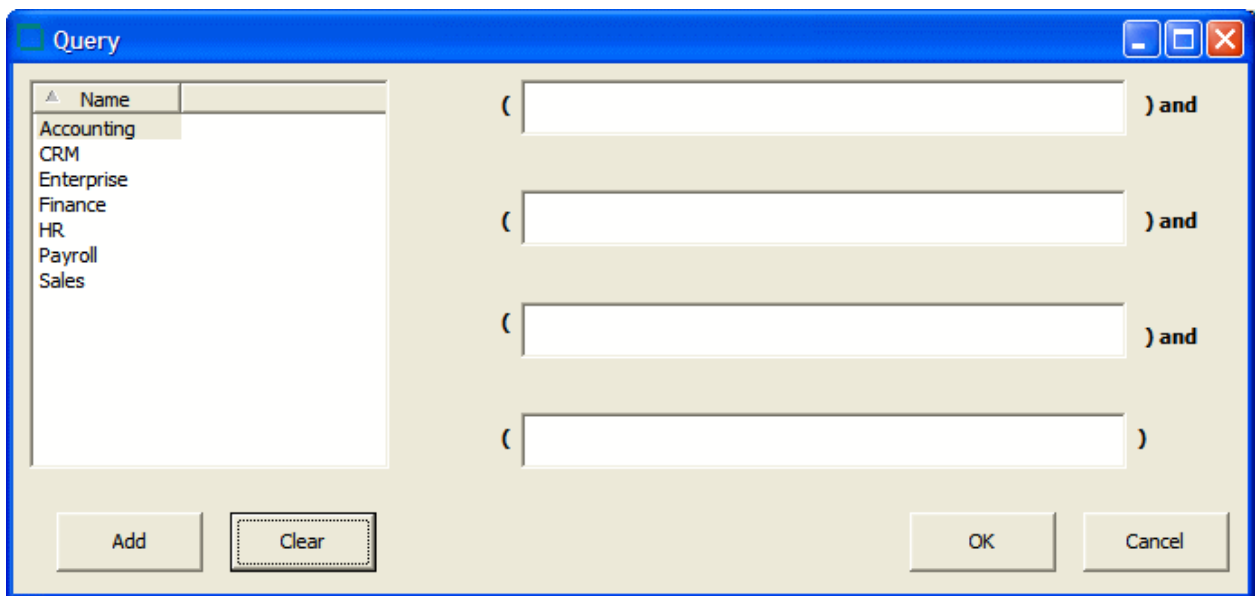 Query
Name
Accounting
CRM
Enterprise
Finance
HR
Payroll
Sales
( ) and
( ) and
( ) and
( )
Add Clear OK Cancel